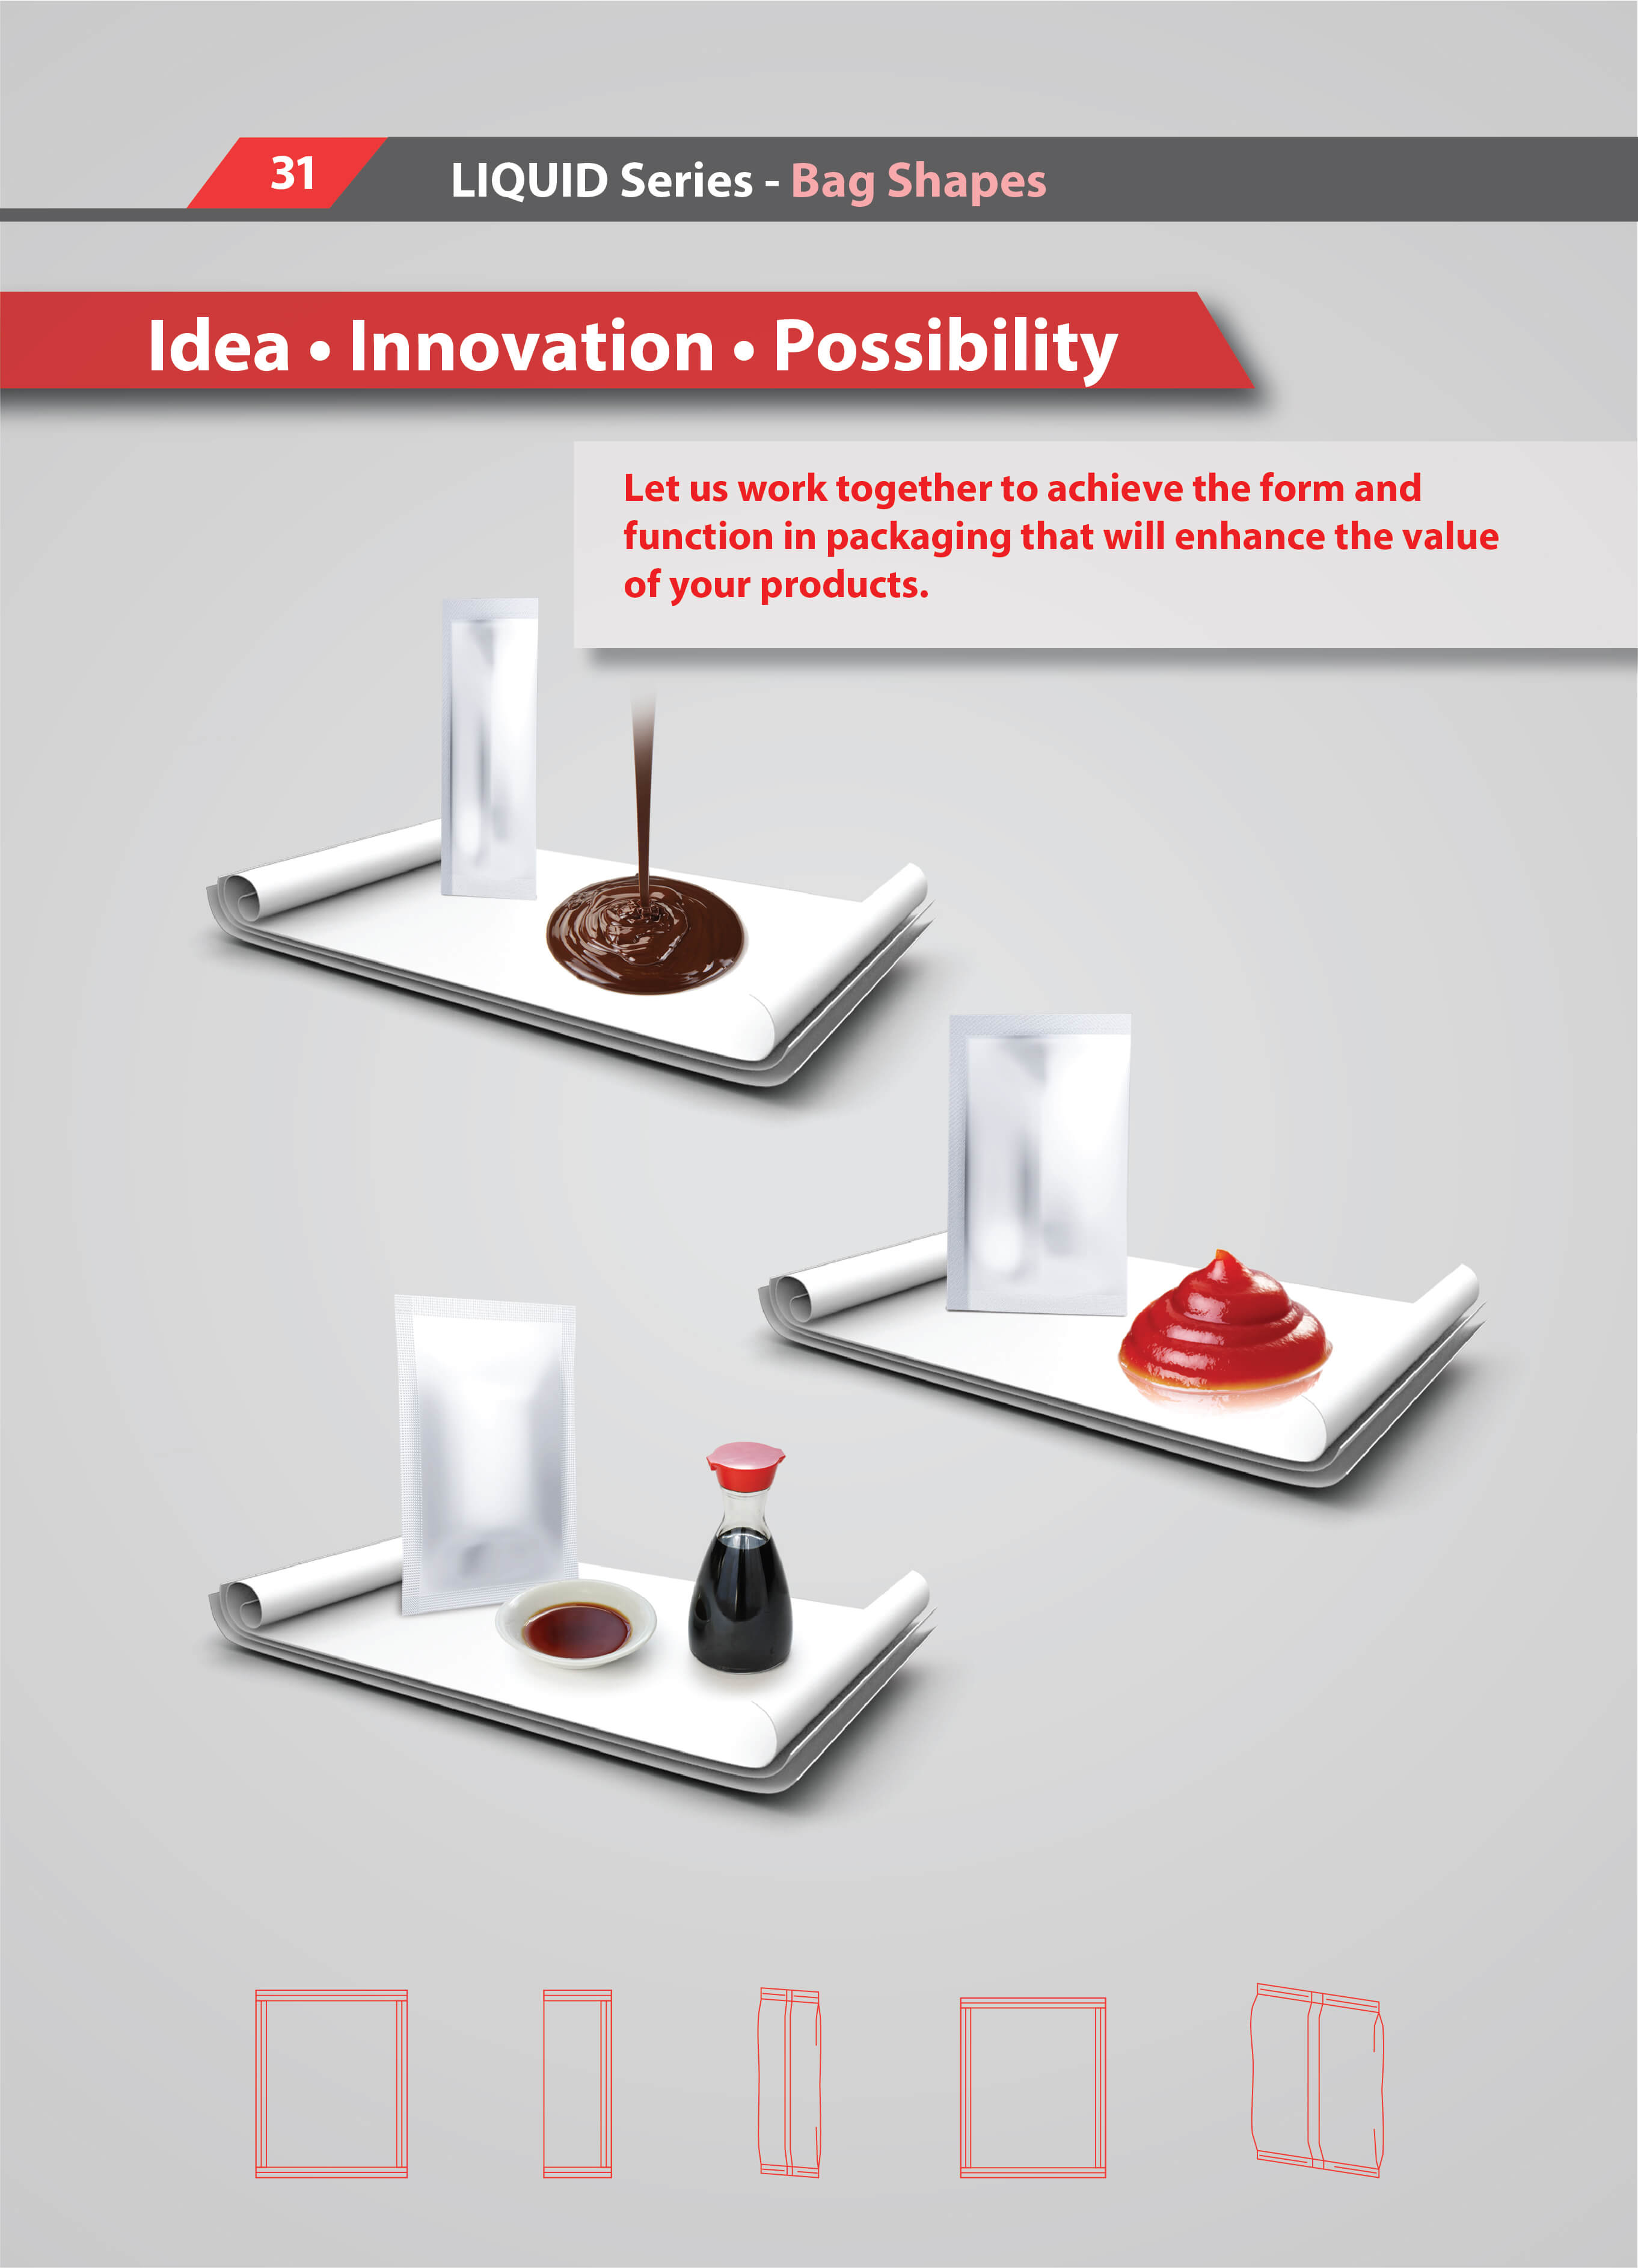 31
LIQUID Series - Bag Shapes
Idea • Innovation • Possibility
Let us work together to achieve the form and
function in packaging that will enhance the value
of your products.